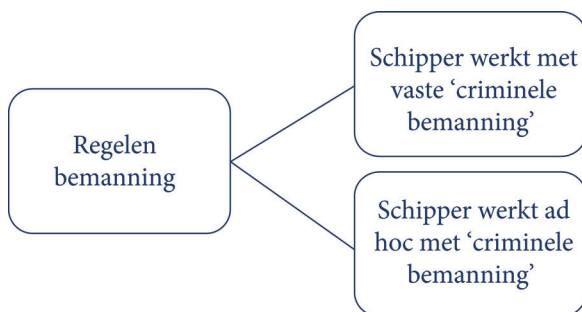 Regelen
bemanning
Schipper werkt met
vaste ‘criminele
bemanning’
Schipper werkt ad
hoc met ‘criminele
bemanning’